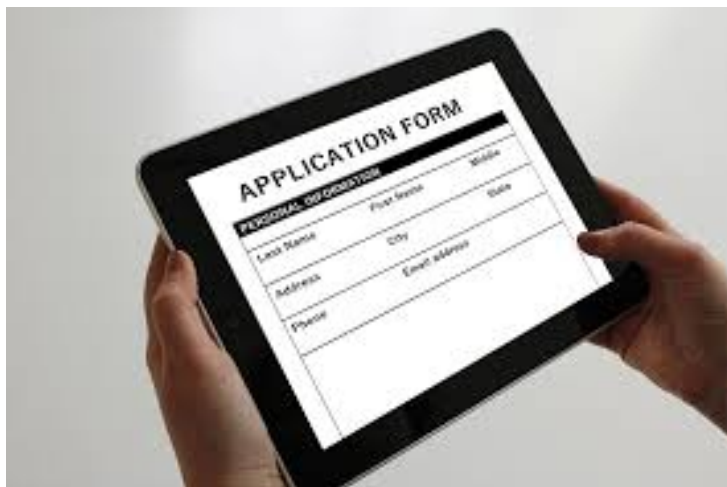 APPLICATION FORM
PERSONAL INFORMATION
Last Name First Name Middle
Address City State
Phone Email address